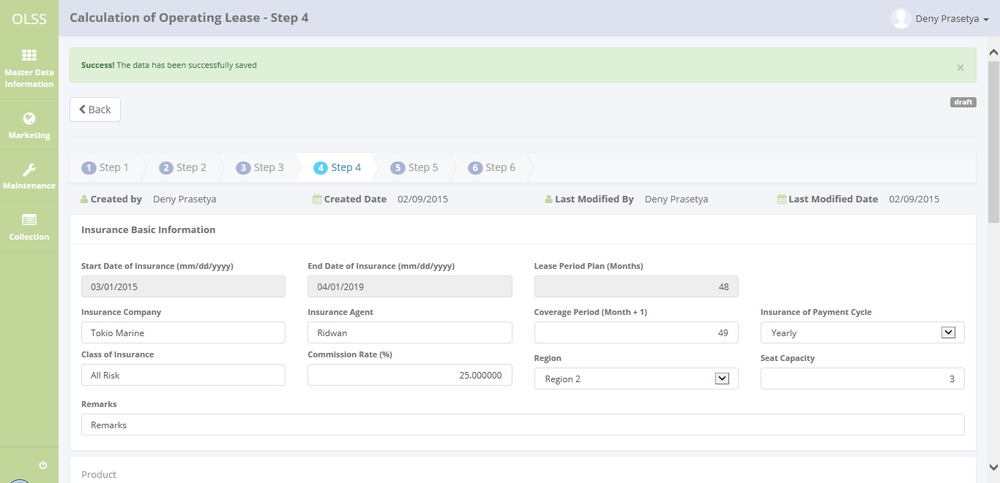 OLSS
Calculation of Operating Lease - Step 4
Deny Prasetya
Master Data
Information
Marketing
Maintenance
Collection
Success! The data has been successfully saved
×
Back
draft
1 Step 1
2 Step 2
3 Step 3
4 Step 4
5 Step 5
6 Step 6
Created by Deny Prasetya
Created Date 02/09/2015
Last Modified By Deny Prasetya
Last Modified Date 02/09/2015
Insurance Basic Information
Start Date of Insurance (mm/dd/yyyy)
03/01/2015
End Date of Insurance (mm/dd/yyyy)
04/01/2019
Lease Period Plan (Months)
48
Insurance Company
Tokio Marine
Insurance Agent
Ridwan
Coverage Period (Month + 1)
49
Insurance of Payment Cycle
Yearly
Class of Insurance
All Risk
Commission Rate (%)
25.000000
Region
Region 2
Seat Capacity
3
Remarks
Remarks
Product